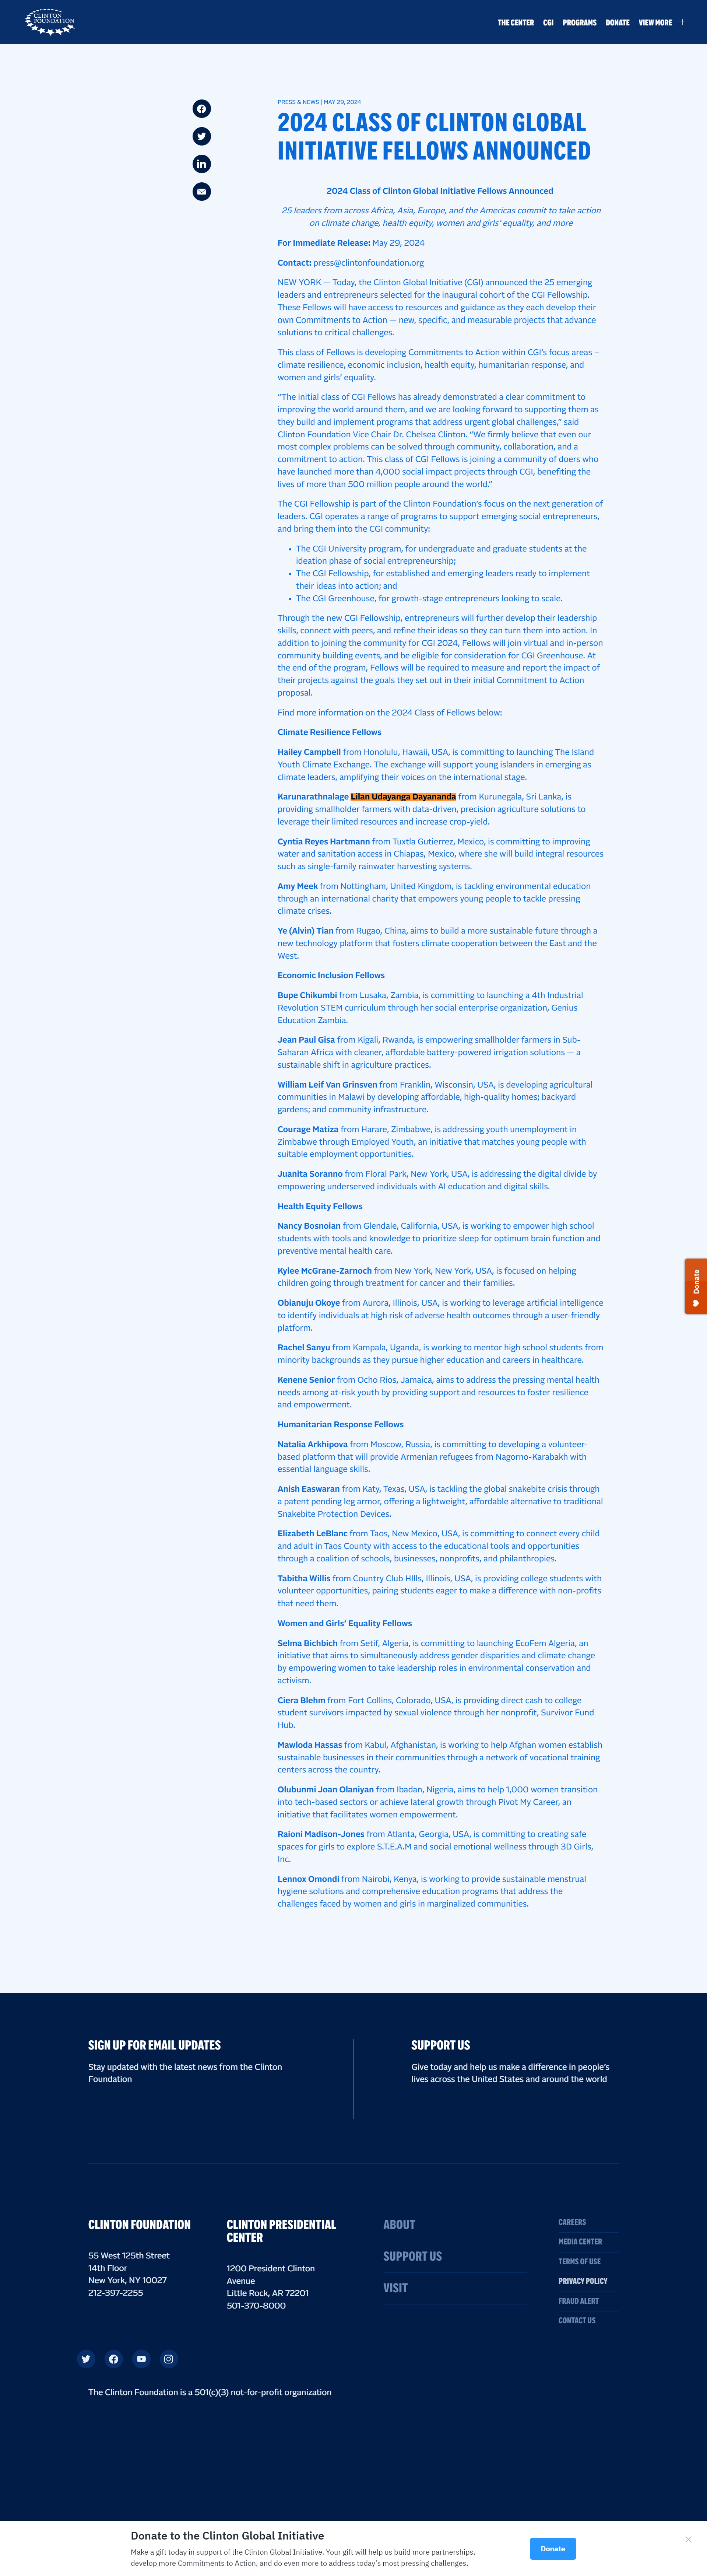 CLINTON
FOUNDATION
THE CENTER CGI PROGRAMS DONATE VIEW MORE +
PRESS & NEWS | MAY 29, 2024
2024 CLASS OF CLINTON GLOBAL
INITIATIVE FELLOWS ANNOUNCED
2024 Class of Clinton Global Initiative Fellows Announced
25 leaders from across Africa, Asia, Europe, and the Americas commit to take action
on climate change, health equity, women and girls' equality, and more
For Immediate Release: May 29, 2024
Contact: press@clintonfoundation.org
NEW YORK — Today, the Clinton Global Initiative (CGI) announced the 25 emerging
leaders and entrepreneurs selected for the inaugural cohort of the CGI Fellowship.
These Fellows will have access to resources and guidance as they each develop their
own Commitments to Action — new, specific, and measurable projects that advance
solutions to critical challenges.
This class of Fellows is developing Commitments to Action within CGI's focus areas –
climate resilience, economic inclusion, health equity, humanitarian response, and
women and girls' equality.
"The initial class of CGI Fellows has already demonstrated a clear commitment to
improving the world around them, and we are looking forward to supporting them as
they build and implement programs that address urgent global challenges," said
Clinton Foundation Vice Chair Dr. Chelsea Clinton. "We firmly believe that even our
most complex problems can be solved through community, collaboration, and a
commitment to action. This class of CGI Fellows is joining a community of doers who
have launched more than 4,000 social impact projects through CGI, benefiting the
lives of more than 500 million people around the world."
The CGI Fellowship is part of the Clinton Foundation's focus on the next generation of
leaders. CGI operates a range of programs to support emerging social entrepreneurs,
and bring them into the CGI community:
• The CGI University program, for undergraduate and graduate students at the
ideation phase of social entrepreneurship;
• The CGI Fellowship, for established and emerging leaders ready to implement
their ideas into action; and
• The CGI Greenhouse, for growth-stage entrepreneurs looking to scale.
Through the new CGI Fellowship, entrepreneurs will further develop their leadership
skills, connect with peers, and refine their ideas so they can turn them into action. In
addition to joining the community for CGI 2024, Fellows will join virtual and in-person
community building events, and be eligible for consideration for CGI Greenhouse. At
the end of the program, Fellows will be required to measure and report the impact of
their projects against the goals they set out in their initial Commitment to Action
proposal.
Find more information on the 2024 Class of Fellows below:
Climate Resilience Fellows
Hailey Campbell from Honolulu, Hawaii, USA, is committing to launching The Island
Youth Climate Exchange. The exchange will support young islanders in emerging as
climate leaders, amplifying their voices on the international stage.
Karunarathnalage Lilan Udayanga Dayananda from Kurunegala, Sri Lanka, is
providing smallholder farmers with data-driven, precision agriculture solutions to
leverage their limited resources and increase crop-yield.
Cyntia Reyes Hartmann from Tuxtla Gutierrez, Mexico, is committing to improving
water and sanitation access in Chiapas, Mexico, where she will build integral resources
such as single-family rainwater harvesting systems.
Amy Meek from Nottingham, United Kingdom, is tackling environmental education
through an international charity that empowers young people to tackle pressing
climate crises.
Ye (Alvin) Tian from Rugao, China, aims to build a more sustainable future through a
new technology platform that fosters climate cooperation between the East and the
West.
Economic Inclusion Fellows
Bupe Chikumbi from Lusaka, Zambia, is committing to launching a 4th Industrial
Revolution STEM curriculum through her social enterprise organization, Genius
Education Zambia.
Jean Paul Gisa from Kigali, Rwanda, is empowering smallholder farmers in Sub-
Saharan Africa with cleaner, affordable battery-powered irrigation solutions — a
sustainable shift in agriculture practices.
William Leif Van Grinsven from Franklin, Wisconsin, USA, is developing agricultural
communities in Malawi by developing affordable, high-quality homes; backyard
gardens; and community infrastructure.
Courage Matiza from Harare, Zimbabwe, is addressing youth unemployment in
Zimbabwe through Employed Youth, an initiative that matches young people with
suitable employment opportunities.
Juanita Soranno from Floral Park, New York, USA, is addressing the digital divide by
empowering underserved individuals with AI education and digital skills.
Health Equity Fellows
Nancy Bosnoian from Glendale, California, USA, is working to empower high school
students with tools and knowledge to prioritize sleep for optimum brain function and
preventive mental health care.
Kylee McGrane-Zarnoch from New York, New York, USA, is focused on helping
children going through treatment for cancer and their families.
Obianuju Okoye from Aurora, Illinois, USA, is working to leverage artificial intelligence
to identify individuals at high risk of adverse health outcomes through a user-friendly
platform.
Rachel Sanyu from Kampala, Uganda, is working to mentor high school students from
minority backgrounds as they pursue higher education and careers in healthcare.
Kenene Senior from Ocho Rios, Jamaica, aims to address the pressing mental health
needs among at-risk youth by providing support and resources to foster resilience
and empowerment.
Humanitarian Response Fellows
Natalia Arkhipova from Moscow, Russia, is committing to developing a volunteer-
based platform that will provide Armenian refugees from Nagorno-Karabakh with
essential language skills.
Anish Easwaran from Katy, Texas, USA, is tackling the global snakebite crisis through
a patent pending leg armor, offering a lightweight, affordable alternative to traditional
Snakebite Protection Devices.
Elizabeth LeBlanc from Taos, New Mexico, USA, is committing to connect every child
and adult in Taos County with access to the educational tools and opportunities
through a coalition of schools, businesses, nonprofits, and philanthropies.
Tabitha Willis from Country Club HIlls, Illinois, USA, is providing college students with
volunteer opportunities, pairing students eager to make a difference with non-profits
that need them.
Women and Girls' Equality Fellows
Selma Bichbich from Setif, Algeria, is committing to launching EcoFem Algeria, an
initiative that aims to simultaneously address gender disparities and climate change
by empowering women to take leadership roles in environmental conservation and
activism.
Ciera Blehm from Fort Collins, Colorado, USA, is providing direct cash to college
student survivors impacted by sexual violence through her nonprofit, Survivor Fund
Hub.
Mawloda Hassas from Kabul, Afghanistan, is working to help Afghan women establish
sustainable businesses in their communities through a network of vocational training
centers across the country.
Olubunmi Joan Olaniyan from Ibadan, Nigeria, aims to help 1,000 women transition
into tech-based sectors or achieve lateral growth through Pivot My Career, an
initiative that facilitates women empowerment.
Raioni Madison-Jones from Atlanta, Georgia, USA, is committing to creating safe
spaces for girls to explore S.T.E.A.M and social emotional wellness through 3D Girls,
Inc.
Lennox Omondi from Nairobi, Kenya, is working to provide sustainable menstrual
hygiene solutions and comprehensive education programs that address the
challenges faced by women and girls in marginalized communities.
Donate
SIGN UP FOR EMAIL UPDATES
Stay updated with the latest news from the Clinton
Foundation
SUPPORT US
Give today and help us make a difference in people's
lives across the United States and around the world
CLINTON FOUNDATION
55 West 125th Street
14th Floor
New York, NY 10027
212-397-2255
CLINTON PRESIDENTIAL
CENTER
1200 President Clinton
Avenue
Little Rock, AR 72201
501-370-8000
ABOUT
SUPPORT US
VISIT
CAREERS
MEDIA CENTER
TERMS OF USE
PRIVACY POLICY
FRAUD ALERT
CONTACT US
The Clinton Foundation is a 501(c)(3) not-for-profit organization
Donate to the Clinton Global Initiative
Make a gift today in support of the Clinton Global Initiative. Your gift will help us build more partnerships,
develop more Commitments to Action, and do even more to address today's most pressing challenges.
Donate